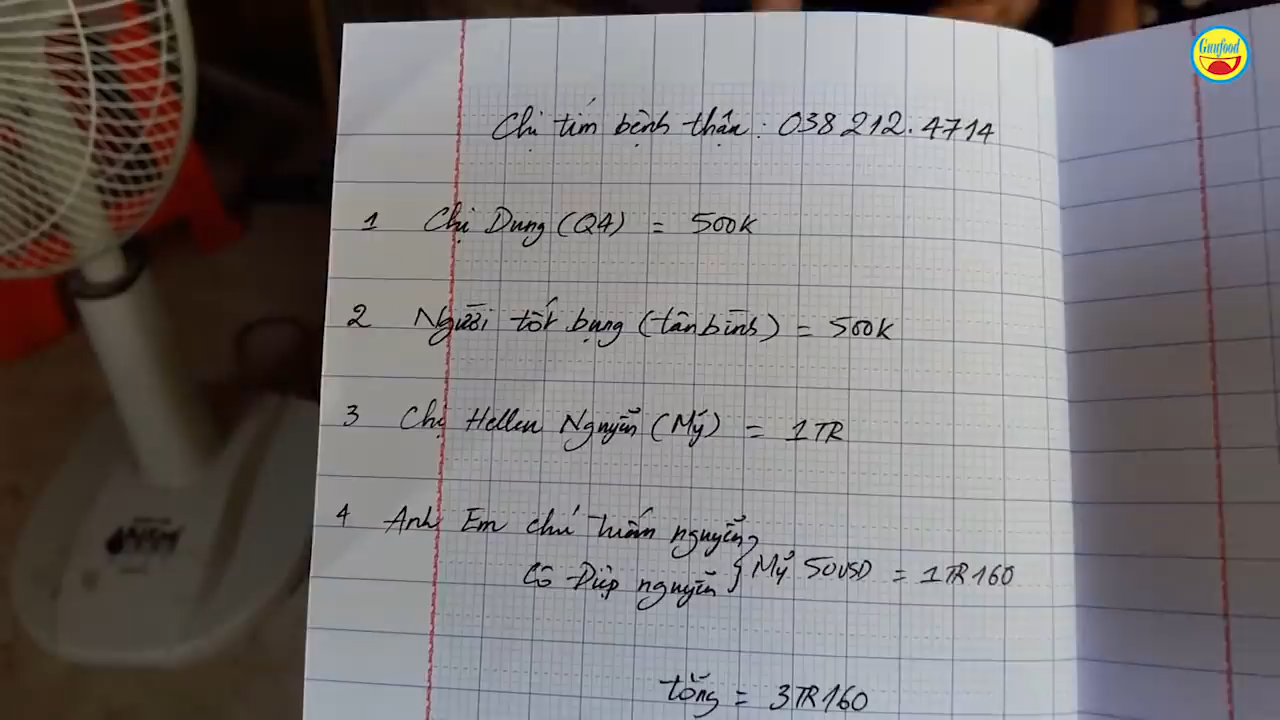 Gunfood
Chị tím bệnh thận: 038 212. 4714
1 Chị Dung (Q4) = 500K
2 Người tốt bụng (tân bình) = 500K
3 Chị Hellen Nguyễn (Mỹ) = 1TR
4 Anh Em chú Tuấn nguyễn
Cô Điệp nguyễn } Mỹ 50USD = 1TR160
tổng = 3TR160